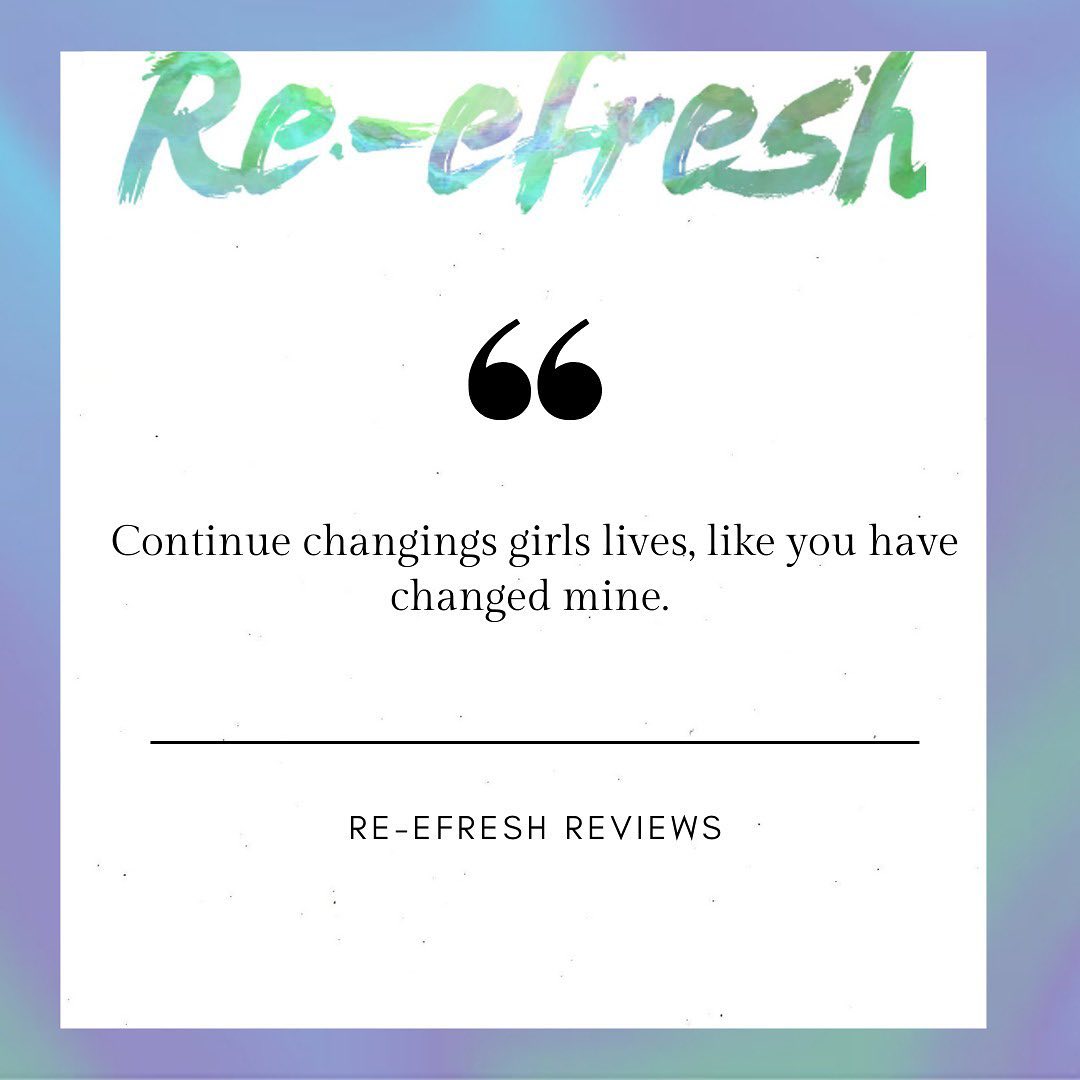 Re-efresh
“
Continue changings girls lives, like you have
changed mine.
RE-EFRESH REVIEWS